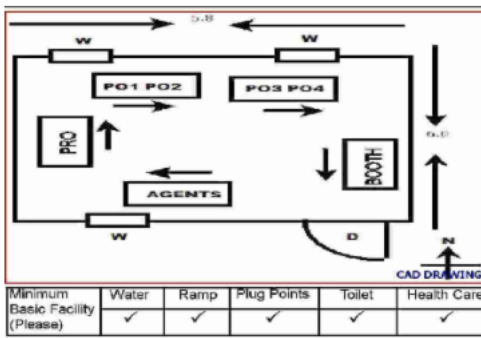 5.8
W W
PO1 PO2 PO3 PO4
6.0
PRO BOOTH
AGENTS
W D N
CAD DRAWING
Minimum Basic Facility (Please) Water Ramp Plug Points Toilet Health Care
✓ ✓ ✓ ✓ ✓